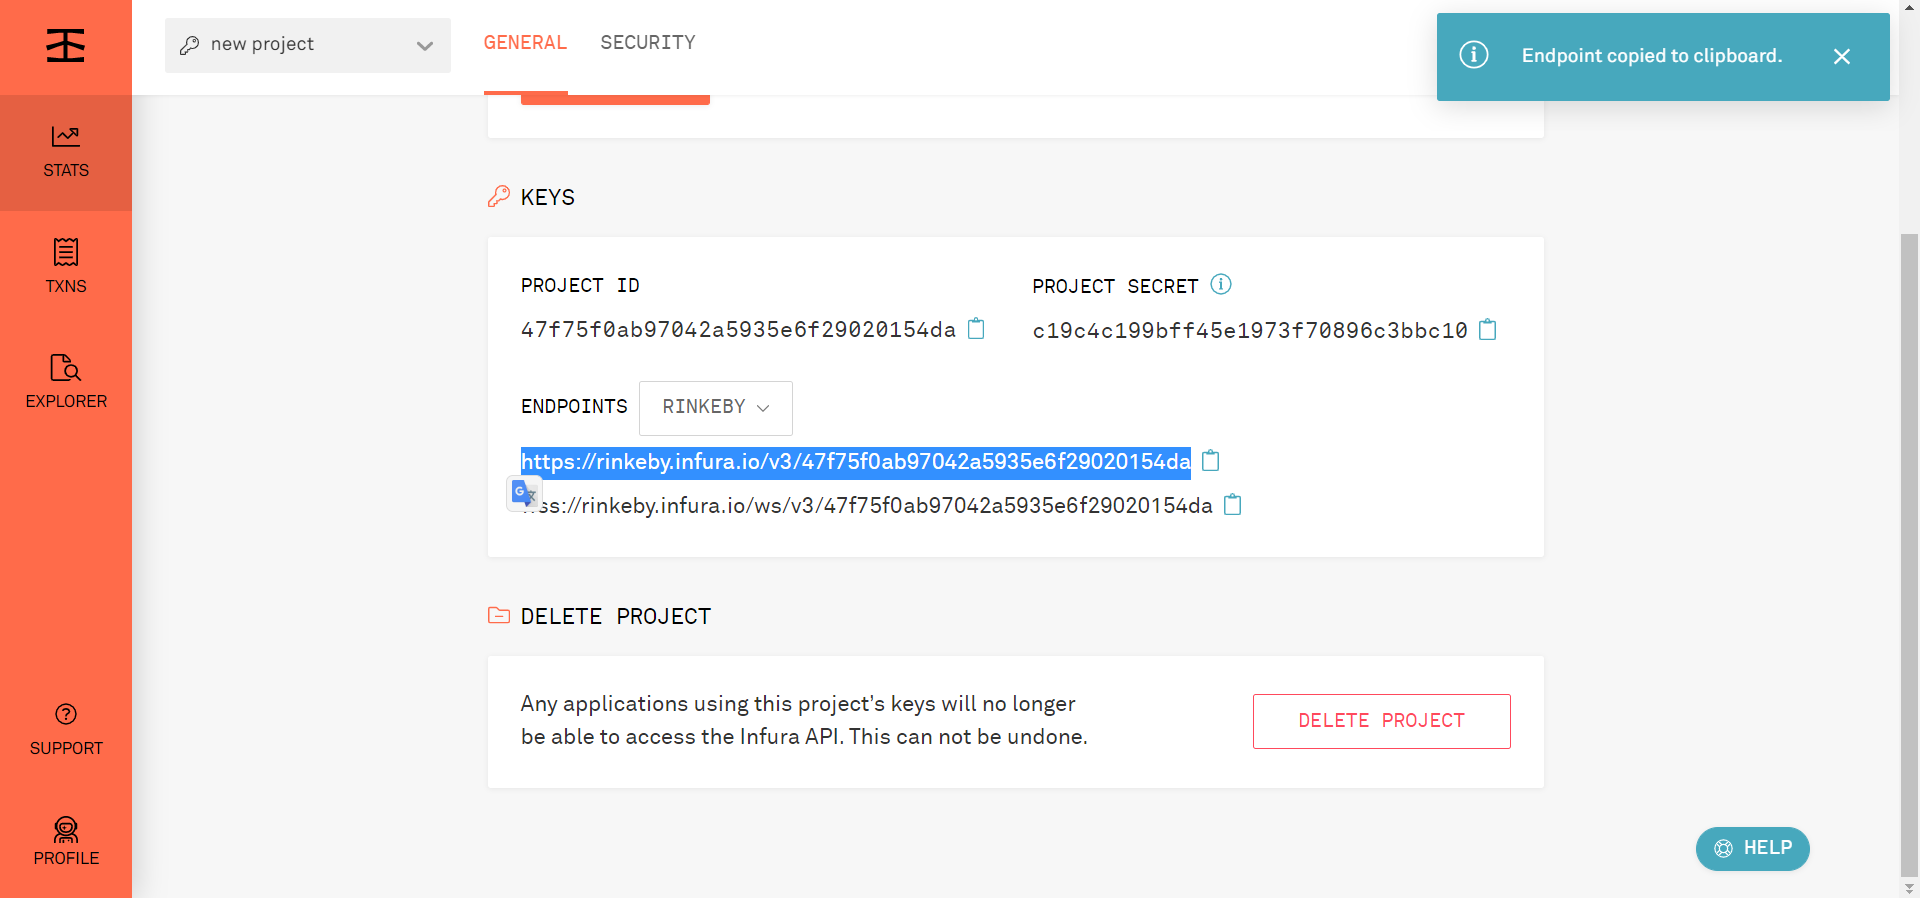 new project
GENERAL SECURITY
Endpoint copied to clipboard.
STATS
TXNS
EXPLORER
SUPPORT
PROFILE
KEYS
PROJECT ID
47f75f0ab97042a5935e6f29020154da
PROJECT SECRET
c19c4c199bff45e1973f70896c3bbc10
ENDPOINTS RINKEBY
https://rinkeby.infura.io/v3/47f75f0ab97042a5935e6f29020154da
ss://rinkeby.infura.io/ws/v3/47f75f0ab97042a5935e6f29020154da
DELETE PROJECT
Any applications using this project's keys will no longer
be able to access the Infura API. This can not be undone.
DELETE PROJECT
HELP